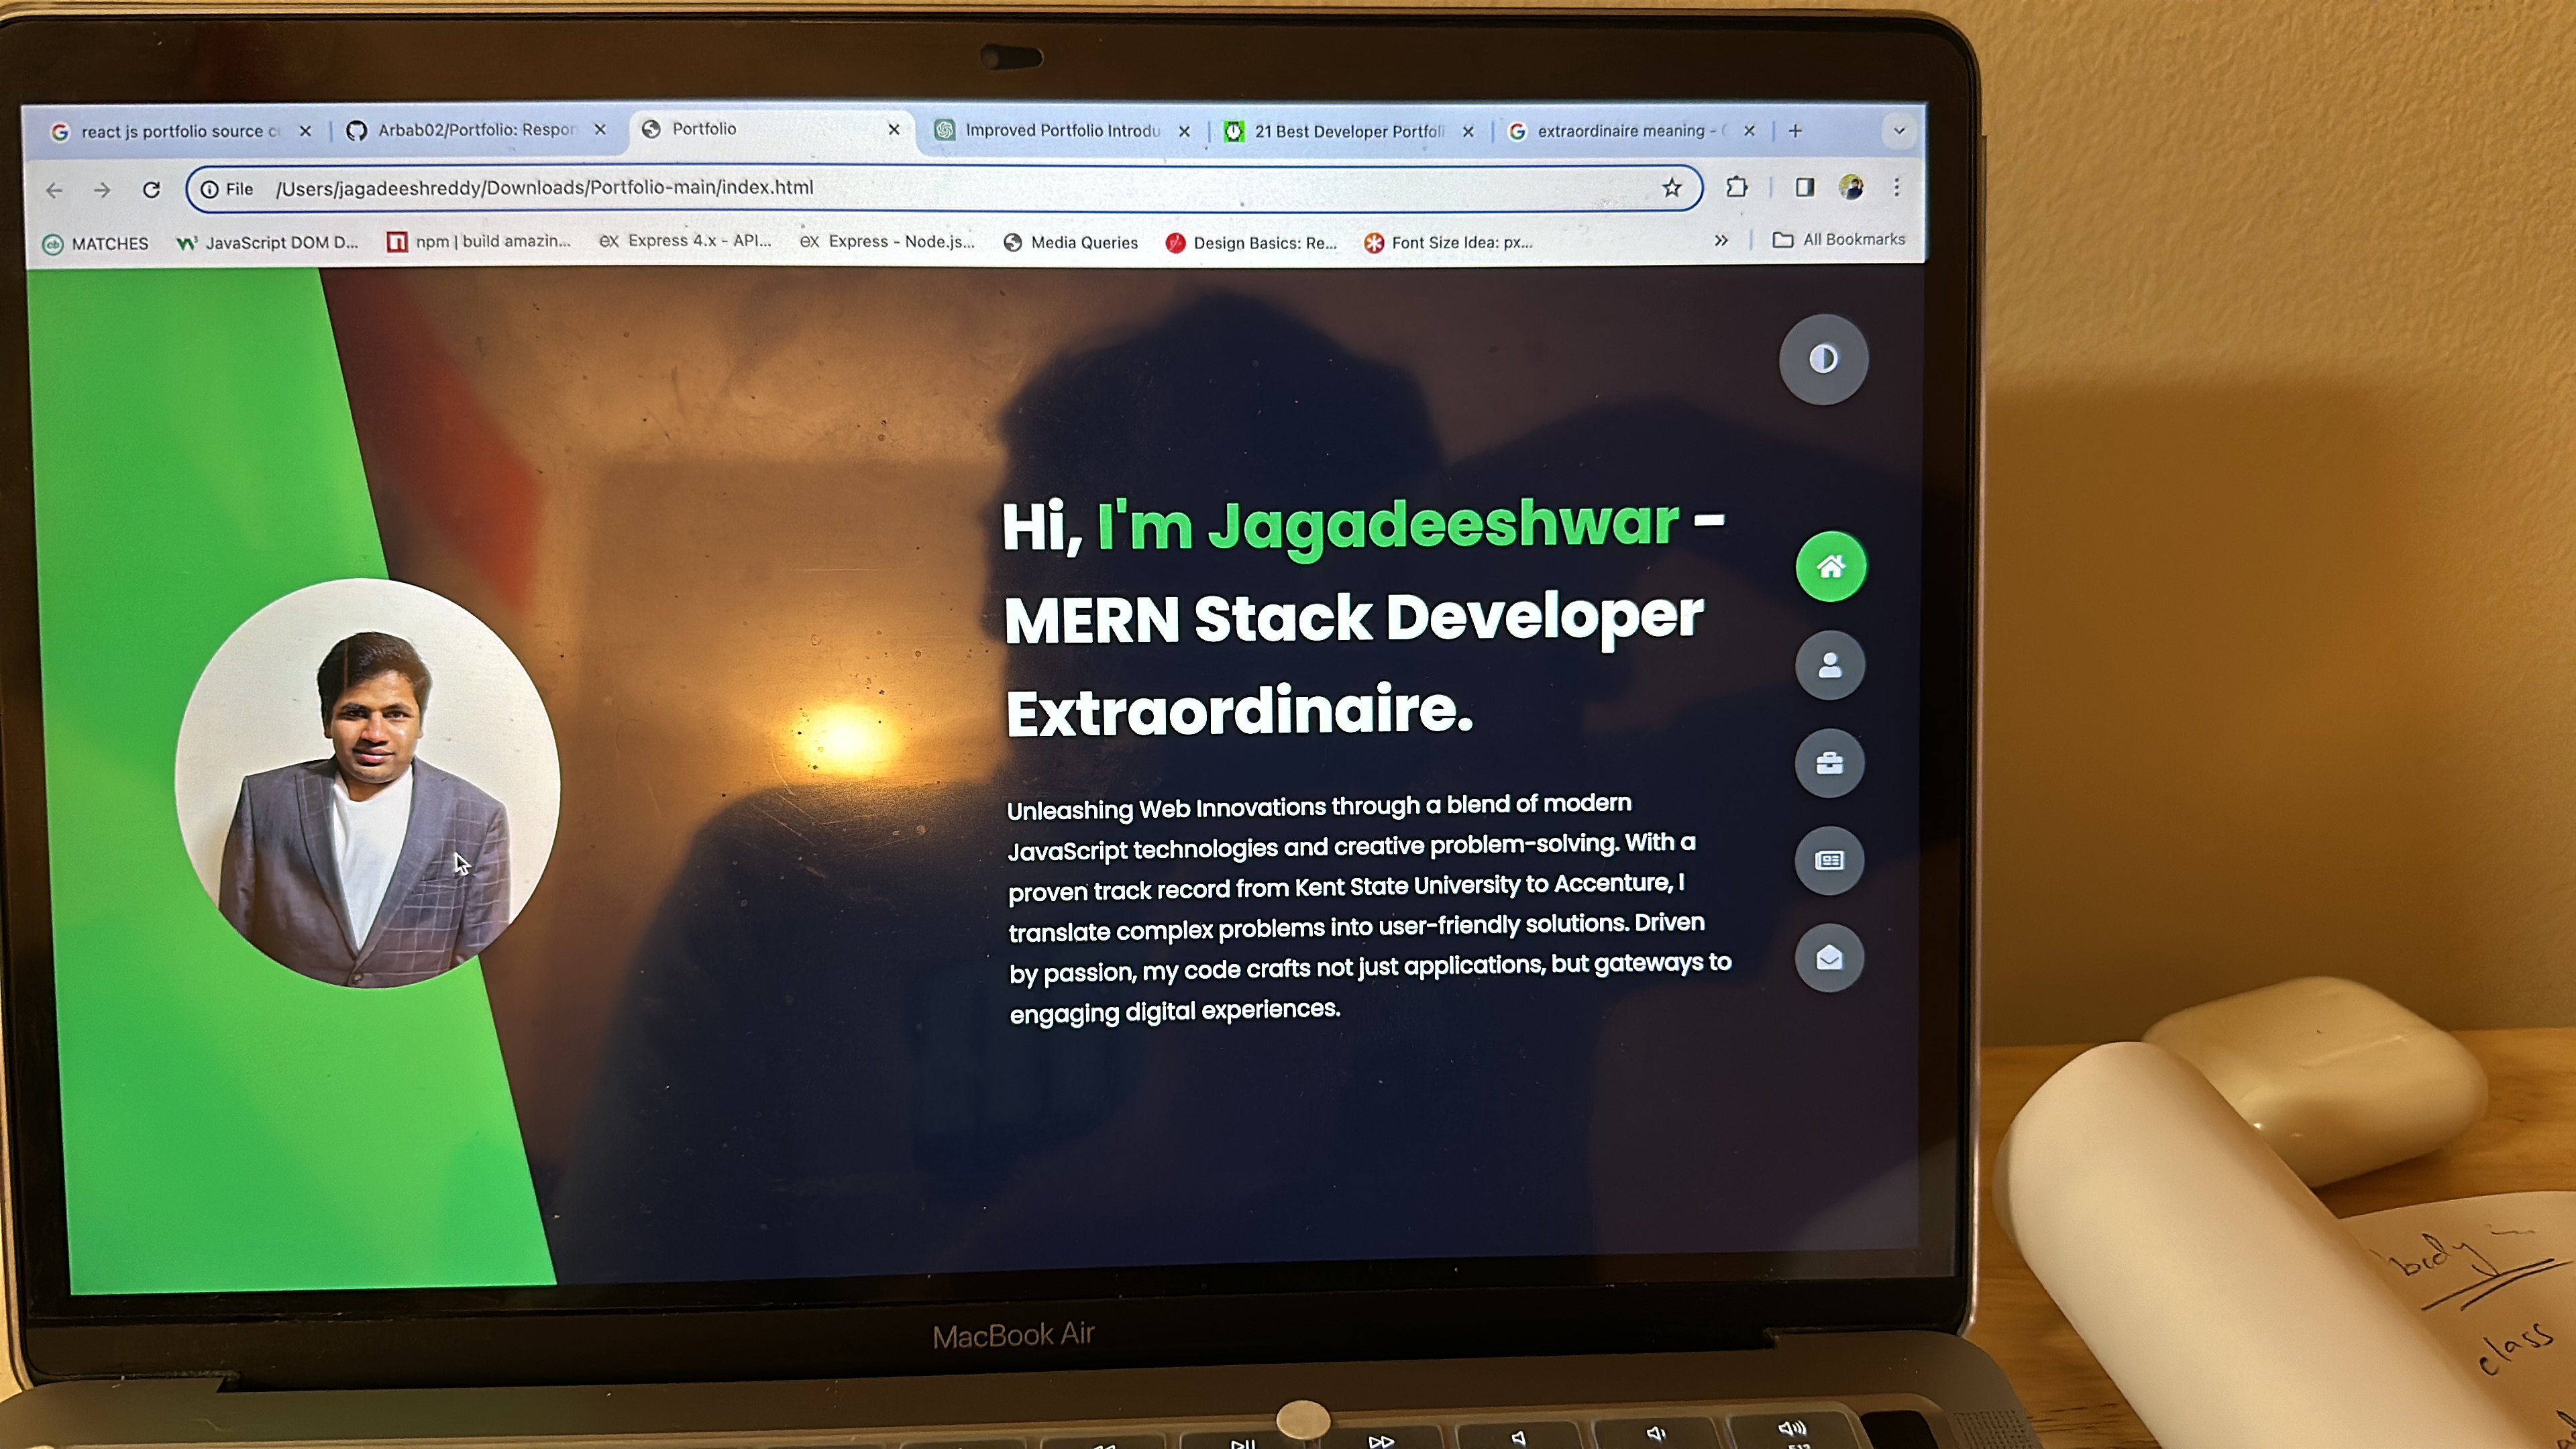 react js portfolio source c
Arbab02/Portfolio: Respon
Portfolio
Improved Portfolio Introdu
21 Best Developer Portfoli
extraordinaire meaning -
File /Users/jagadeeshreddy/Downloads/Portfolio-main/index.html
MATCHES
JavaScript DOM D...
npm | build amazin...
ex Express 4.x - API...
ex Express - Node.js...
Media Queries
Design Basics: Re...
Font Size Idea: px...
All Bookmarks
Hi, I'm Jagadeeshwar -
MERN Stack Developer
Extraordinaire.
Unleashing Web Innovations through a blend of modern
JavaScript technologies and creative problem-solving. With a
proven track record from Kent State University to Accenture, I
translate complex problems into user-friendly solutions. Driven
by passion, my code crafts not just applications, but gateways to
engaging digital experiences.
MacBook Air
body
class